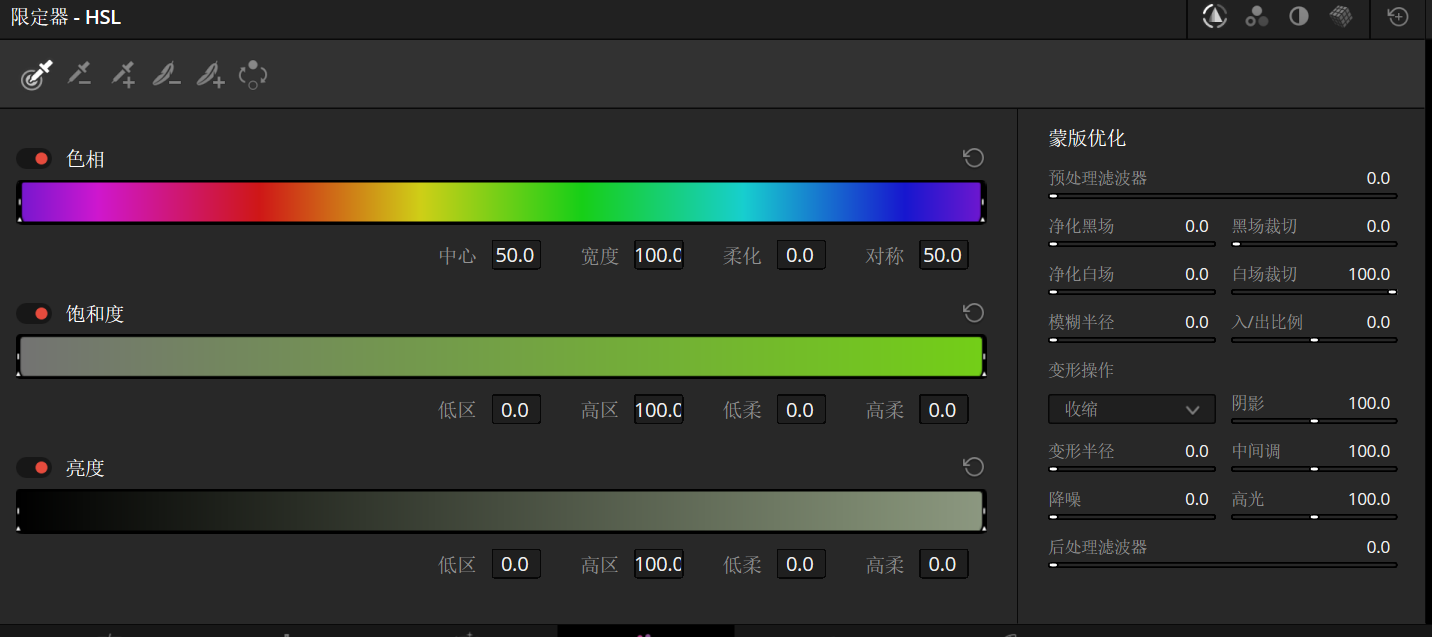 限定器 - HSL
色相
中心 50.0 宽度 100.0 柔化 0.0 对称 50.0
饱和度
低区 0.0 高区 100.0 低柔 0.0 高柔 0.0
亮度
低区 0.0 高区 100.0 低柔 0.0 高柔 0.0
蒙版优化
预处理滤波器 0.0
净化黑场 0.0 黑场裁切 0.0
净化白场 0.0 白场裁切 100.0
模糊半径 0.0 入/出比例 0.0
变形操作
收缩 阴影 100.0
变形半径 0.0 中间调 100.0
降噪 0.0 高光 100.0
后处理滤波器 0.0